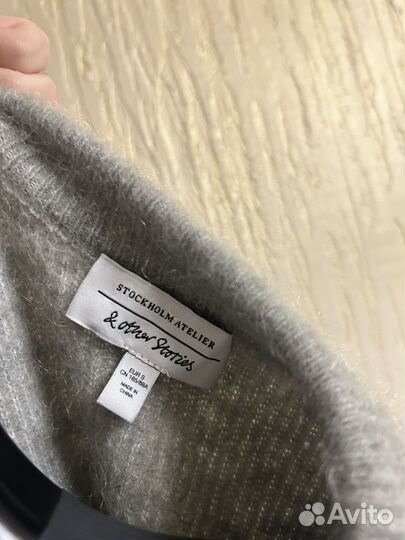 STOCKHOLM ATELIER
& other Stories
EUR S
CN 165/88A
MADE IN
CHINA
Avito